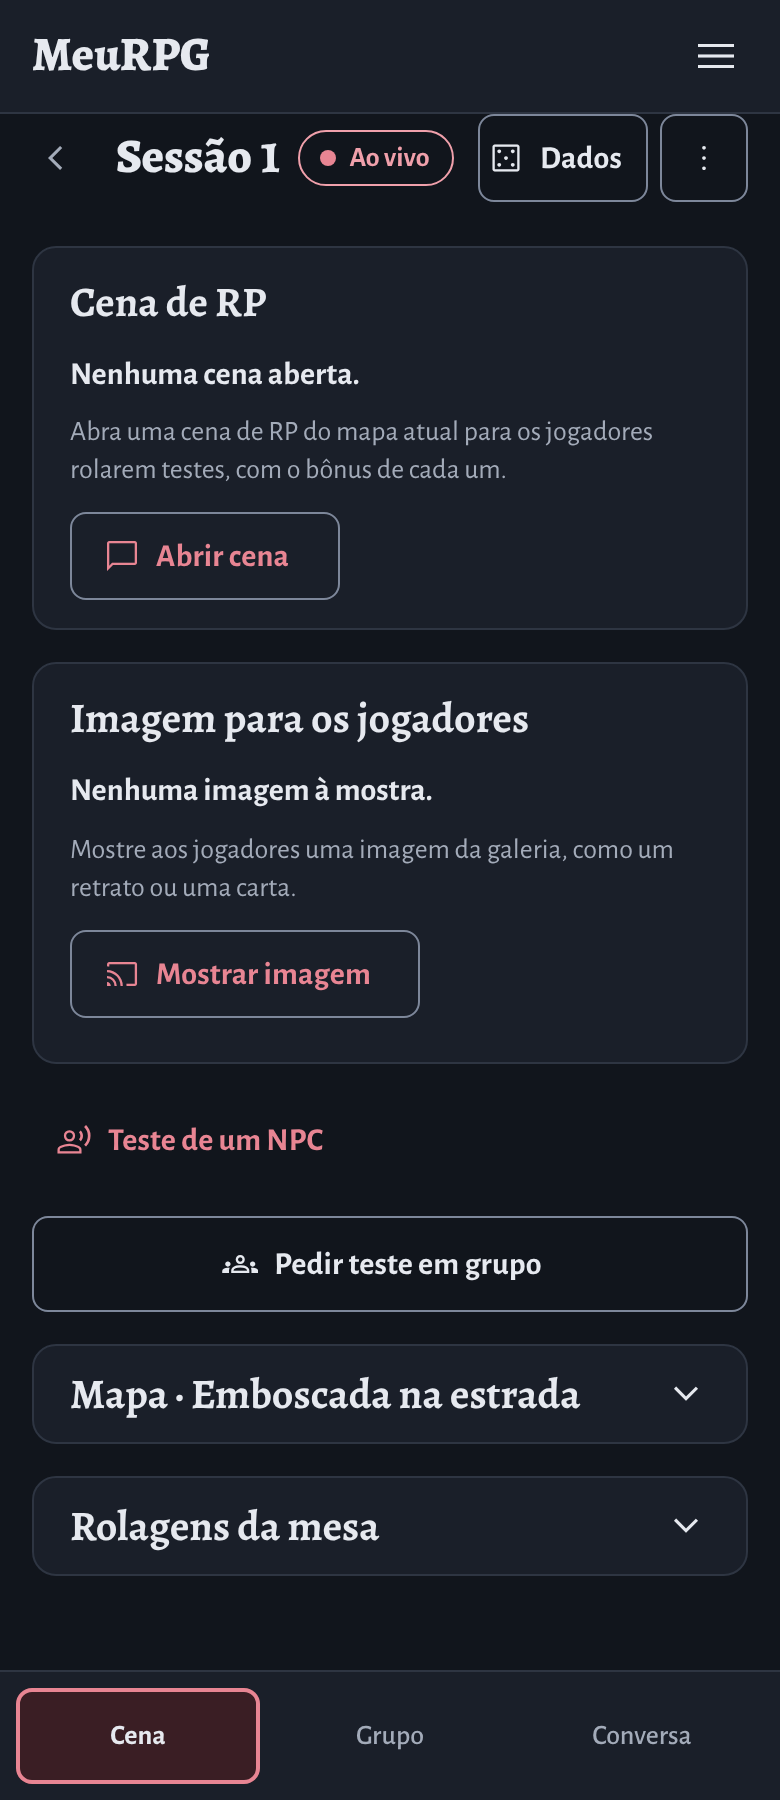 MeuRPG
Sessão 1
Ao vivo
Dados
Cena de RP
Nenhuma cena aberta.
Abra uma cena de RP do mapa atual para os jogadores
rolarem testes, com o bônus de cada um.
Abrir cena
Imagem para os jogadores
Nenhuma imagem à mostra.
Mostre aos jogadores uma imagem da galeria, como um
retrato ou uma carta.
Mostrar imagem
Teste de um NPC
Pedir teste em grupo
Mapa · Emboscada na estrada
Rolagens da mesa
Cena
Grupo
Conversa